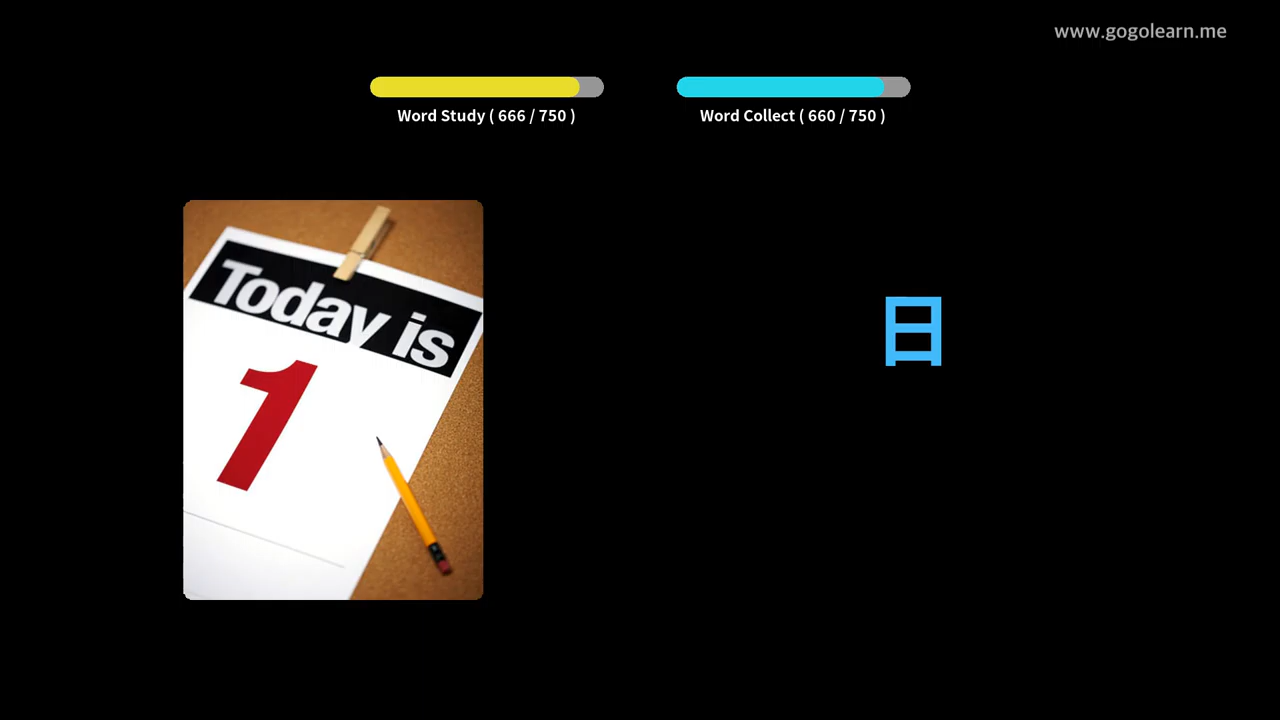 www.gogolearn.me
Word Study ( 666 / 750 )
Word Collect ( 660 / 750 )
Today is
1
日